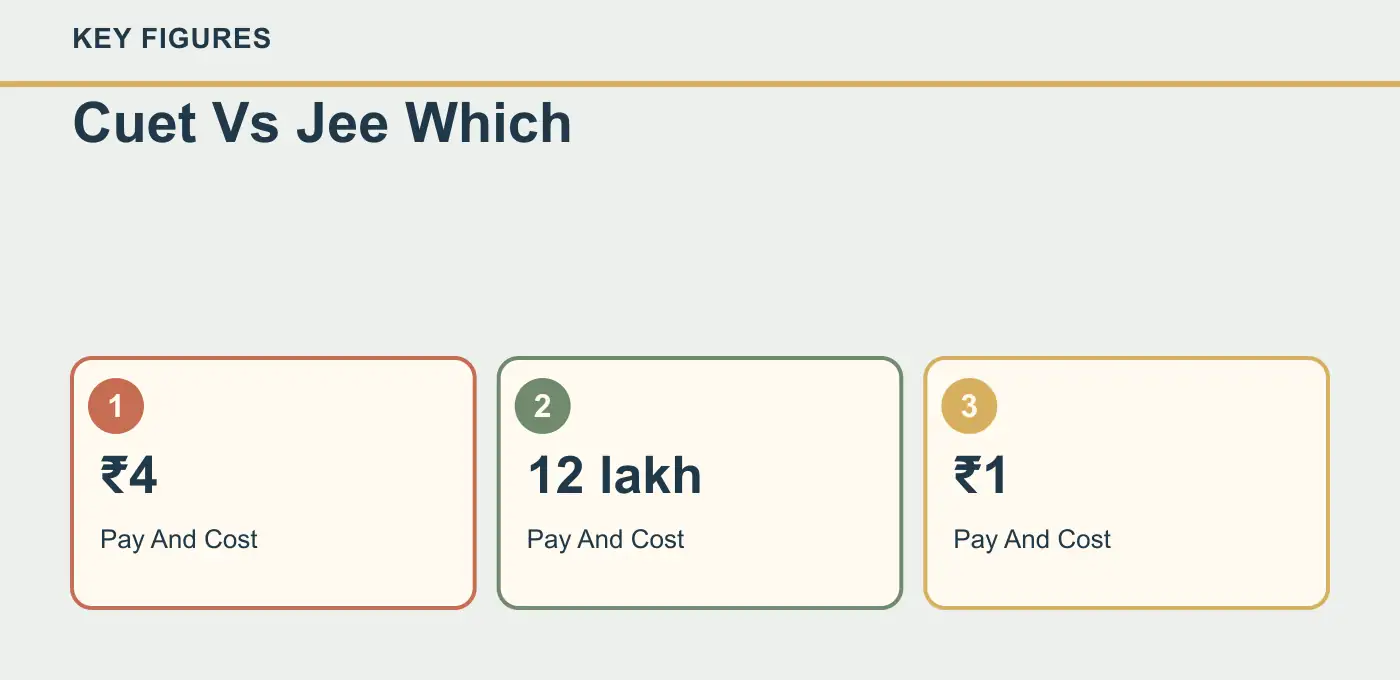 KEY FIGURES
Cuet Vs Jee Which
1
₹4
Pay And Cost
2
12 lakh
Pay And Cost
3
₹1
Pay And Cost